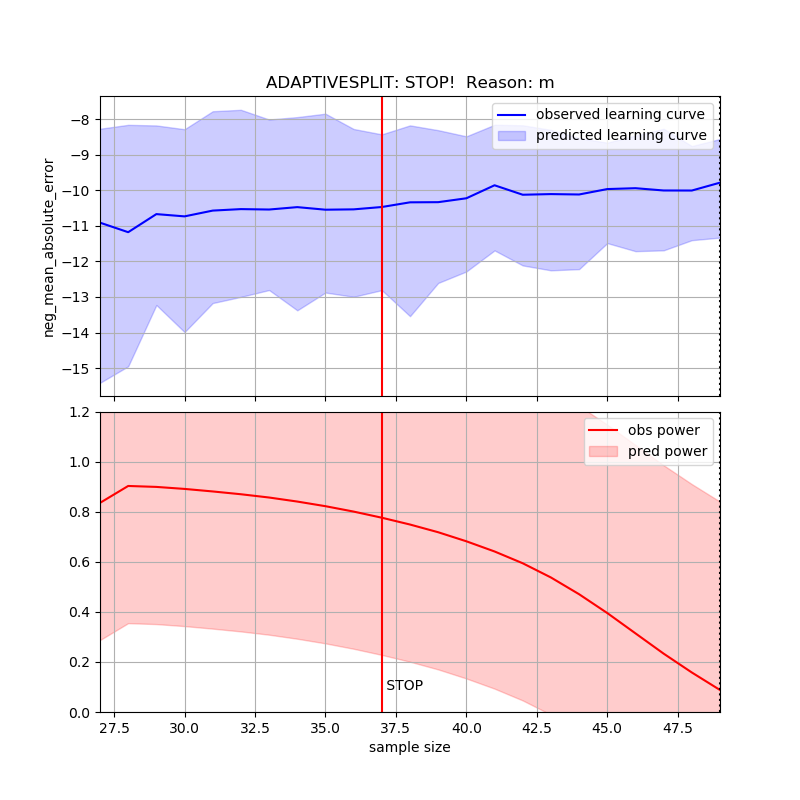 ADAPTIVESPLIT: STOP!  Reason: m
neg_mean_absolute_error
−8
−9
−10
−11
−12
−13
−14
−15
observed learning curve
predicted learning curve
1.2
1.0
0.8
0.6
0.4
0.2
0.0
obs power
pred power
STOP
27.5 30.0 32.5 35.0 37.5 40.0 42.5 45.0 47.5
sample size